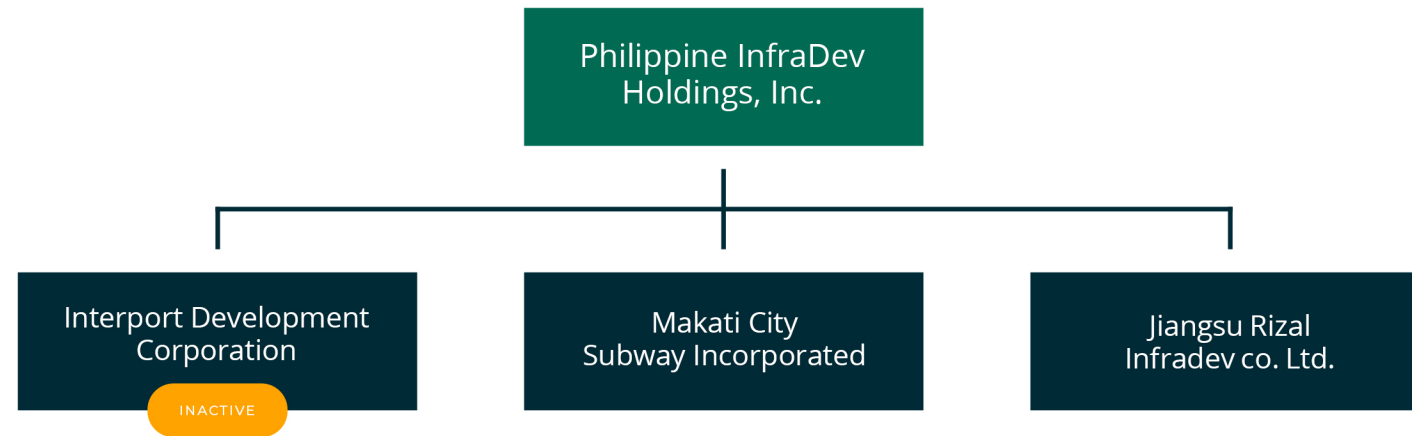 Philippine InfraDev
Holdings, Inc.
Interport Development
Corporation
INACTIVE
Makati City
Subway Incorporated
Jiangsu Rizal
Infradev co. Ltd.